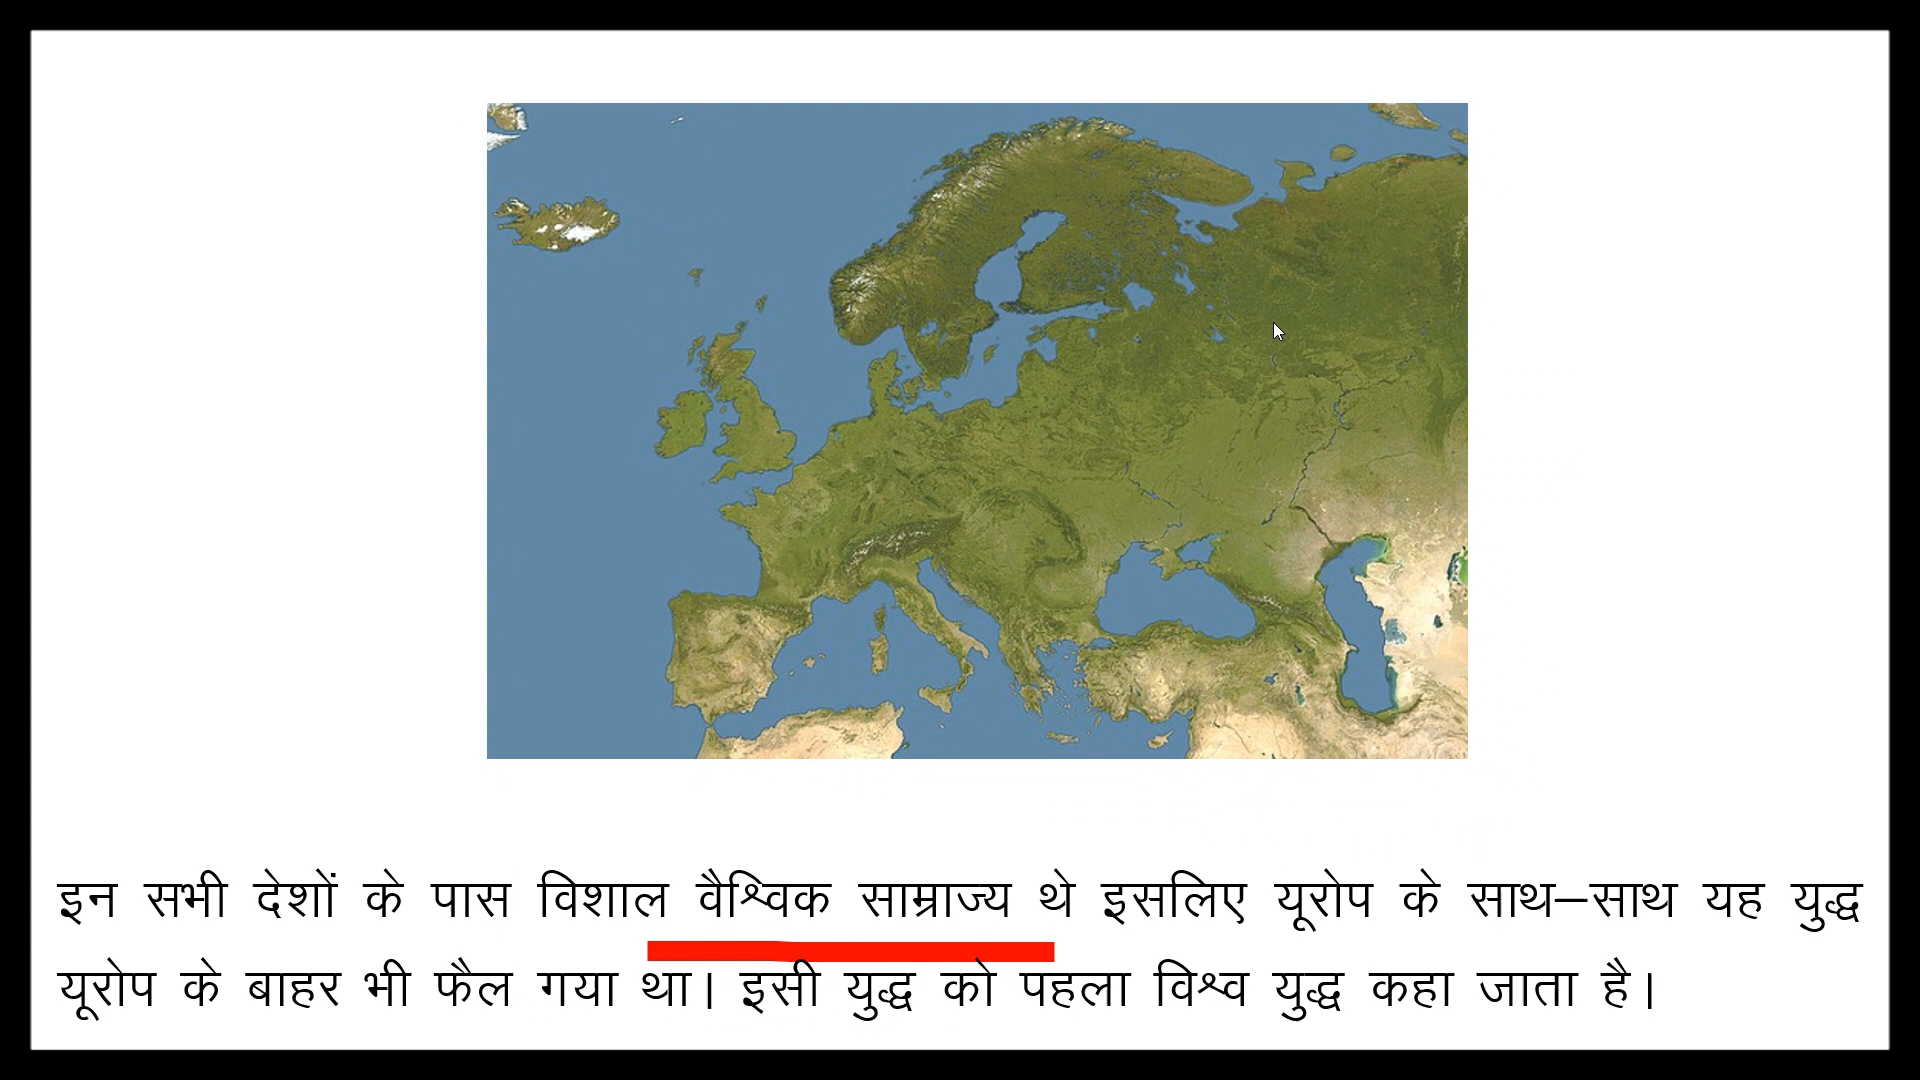 इन सभी देशों के पास विशाल वैश्विक साम्राज्य थे इसलिए यूरोप के साथ–साथ यह युद्ध
यूरोप के बाहर भी फैल गया था। इसी युद्ध को पहला विश्व युद्ध कहा जाता है।